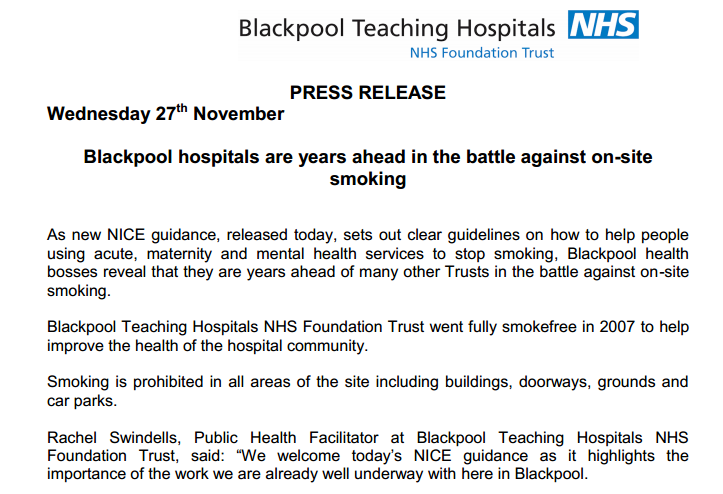 Blackpool Teaching Hospitals NHS
NHS Foundation Trust
PRESS RELEASE
Wednesday 27th November
Blackpool hospitals are years ahead in the battle against on-site
smoking
As new NICE guidance, released today, sets out clear guidelines on how to help people
using acute, maternity and mental health services to stop smoking, Blackpool health
bosses reveal that they are years ahead of many other Trusts in the battle against on-site
smoking.
Blackpool Teaching Hospitals NHS Foundation Trust went fully smokefree in 2007 to help
improve the health of the hospital community.
Smoking is prohibited in all areas of the site including buildings, doorways, grounds and
car parks.
Rachel Swindells, Public Health Facilitator at Blackpool Teaching Hospitals NHS
Foundation Trust, said: “We welcome today’s NICE guidance as it highlights the
importance of the work we are already well underway with here in Blackpool.